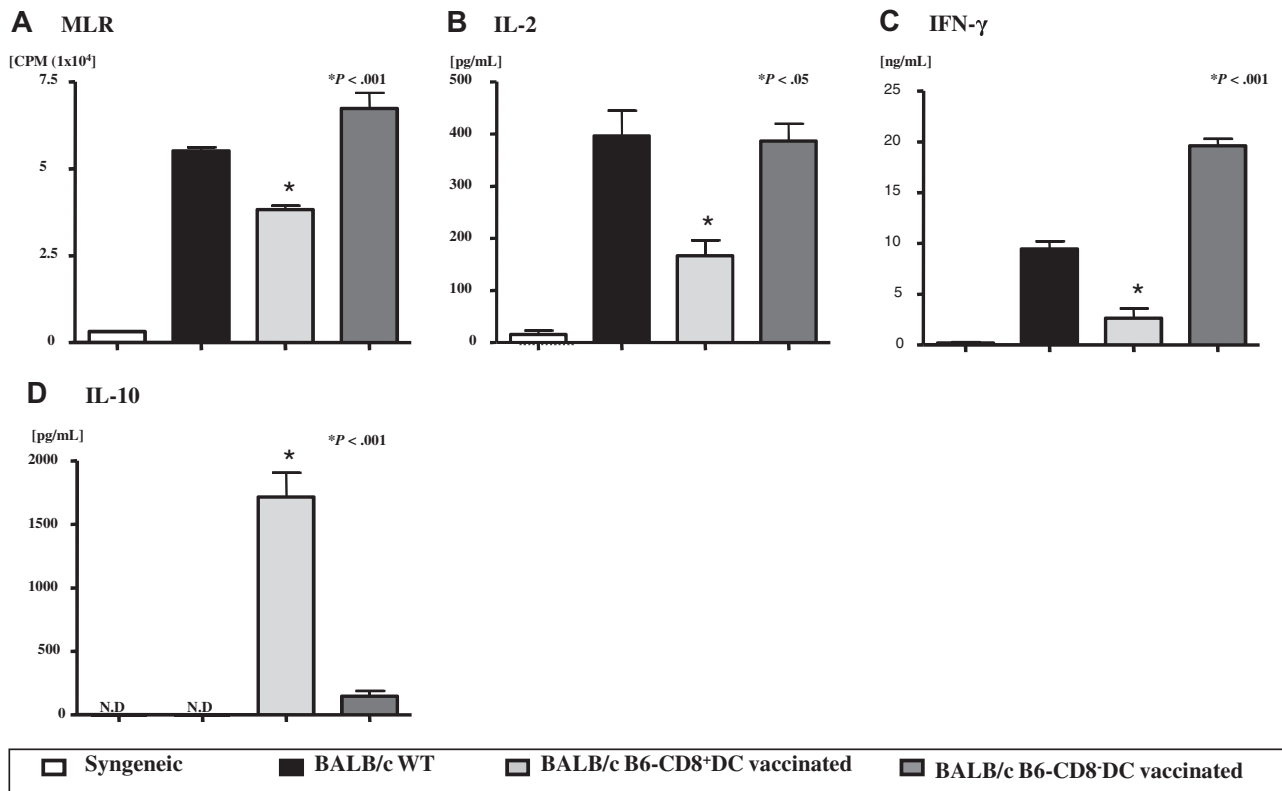 A MLR
[CPM (1x10⁴]
*P < .001
7.5
5
2.5
0
*
B IL-2
[pg/mL]
*P < .05
500
400
300
200
100
0
*
C IFN-γ
[ng/mL]
*P < .001
25
20
15
10
5
0
*
D IL-10
[pg/mL]
*P < .001
2000
1500
1000
500
0
N.D
N.D
*
Syngeneic
BALB/c WT
BALB/c B6-CD8⁺DC vaccinated
BALB/c B6-CD8⁻DC vaccinated